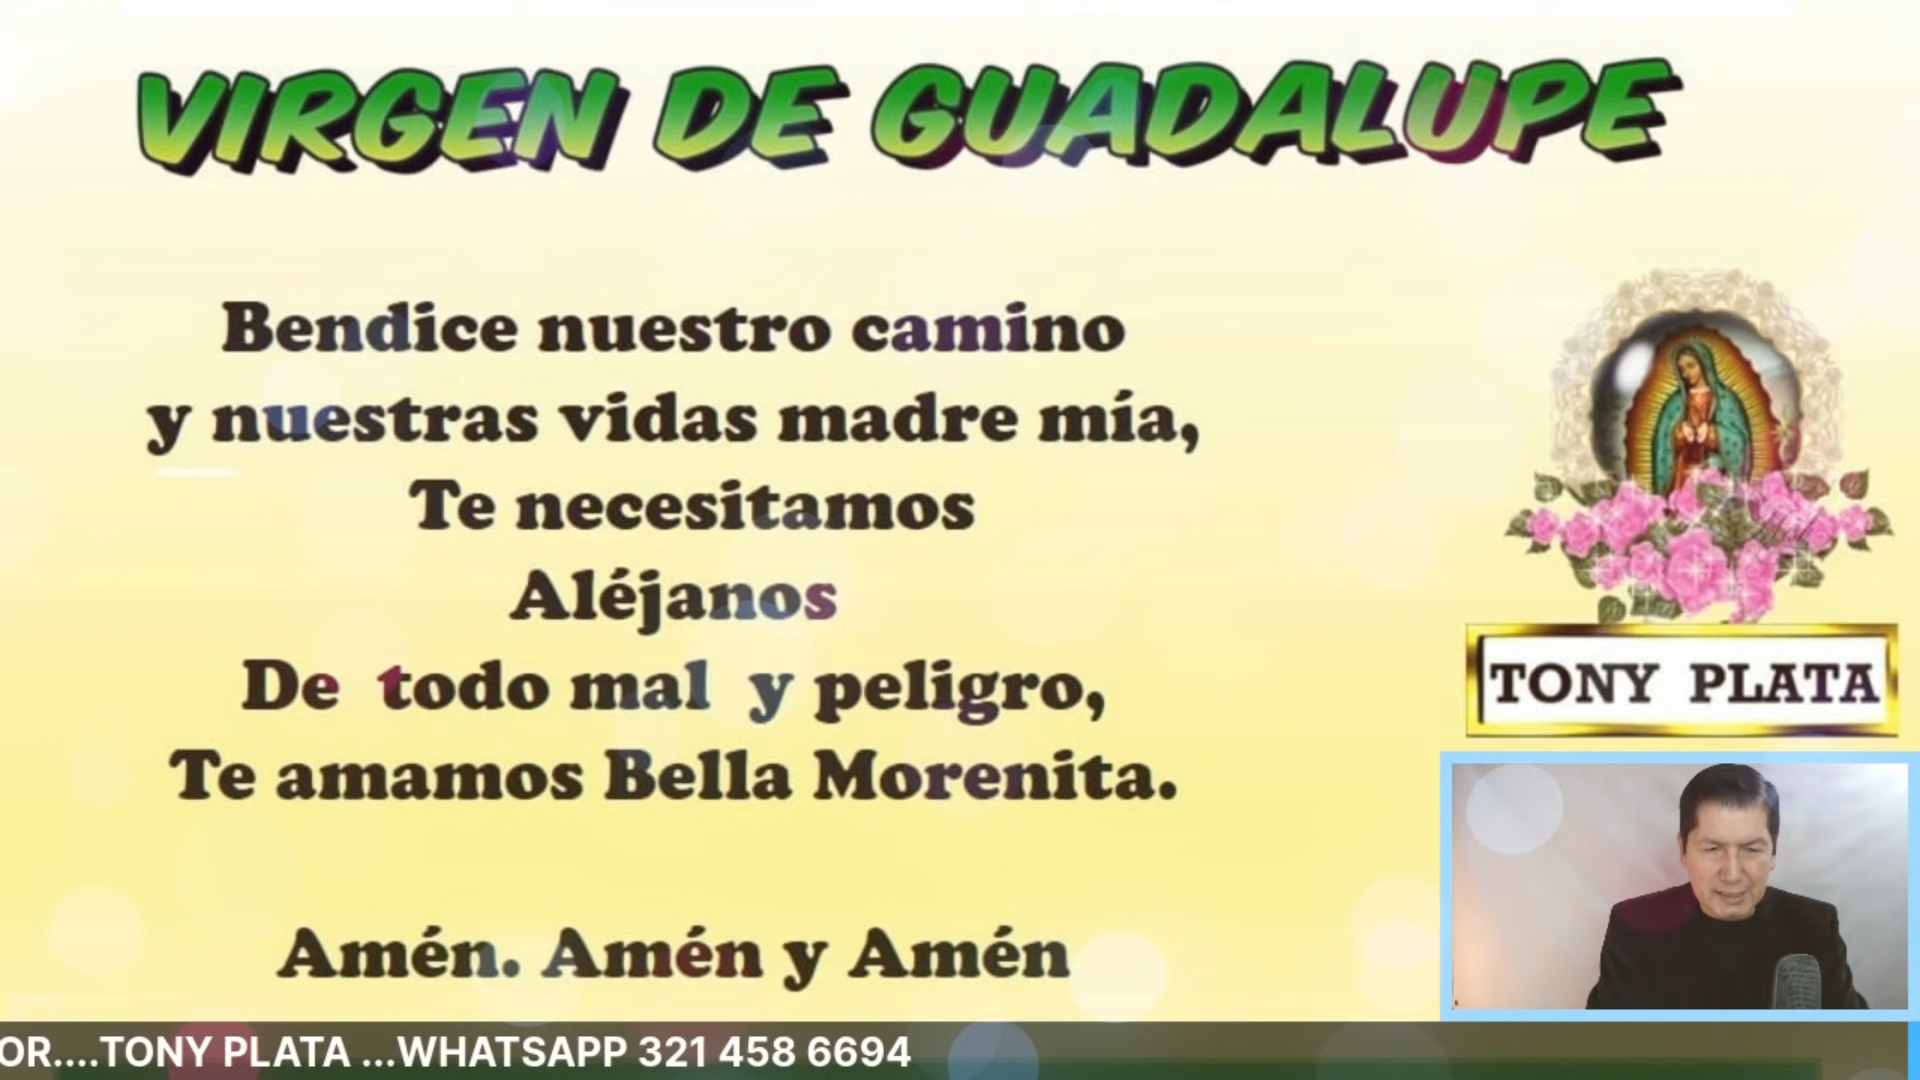 VIRGEN DE GUADALUPE
Bendice nuestro camino
y nuestras vidas madre mía,
Te necesitamos
Aléjanos
De todo mal y peligro,
Te amamos Bella Morenita.
Amén. Amén y Amén
TONY PLATA
OR....TONY PLATA ...WHATSAPP 321 458 6694